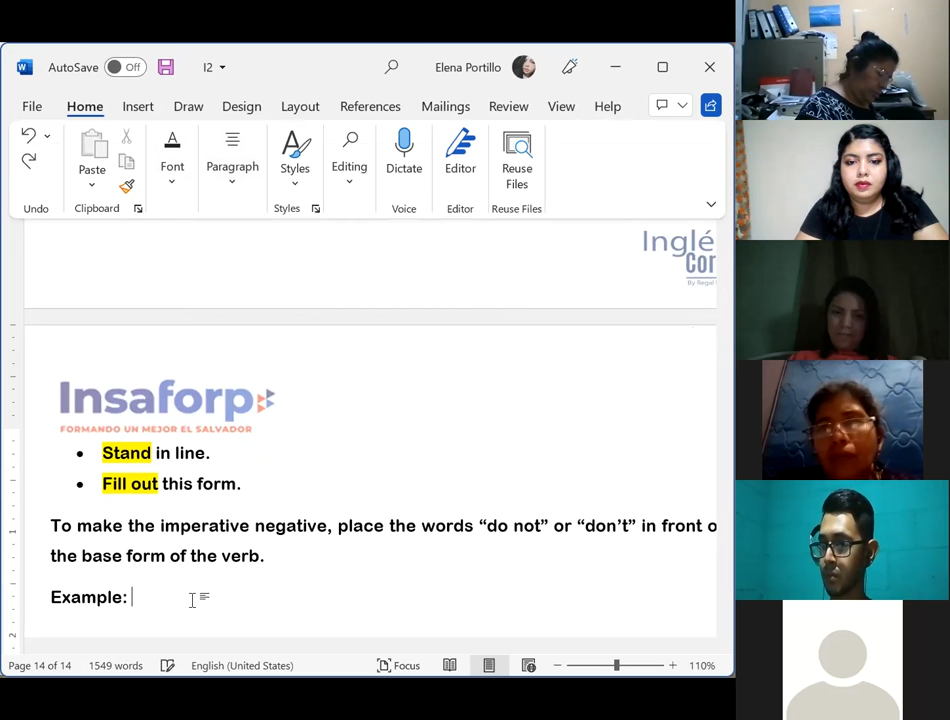 AutoSave Off I2 Elena Portillo
File Home Insert Draw Design Layout References Mailings Review View Help
Undo Paste Clipboard Font Paragraph Styles Styles Editing Dictate Voice Editor Editor Reuse Files Reuse Files
Inglé
Cor
By Regal
Insaforp
FORMANDO UN MEJOR EL SALVADOR
• Stand in line.
• Fill out this form.
To make the imperative negative, place the words “do not” or “don’t” in front o
the base form of the verb.
Example:
Page 14 of 14 1549 words English (United States) Focus 110%